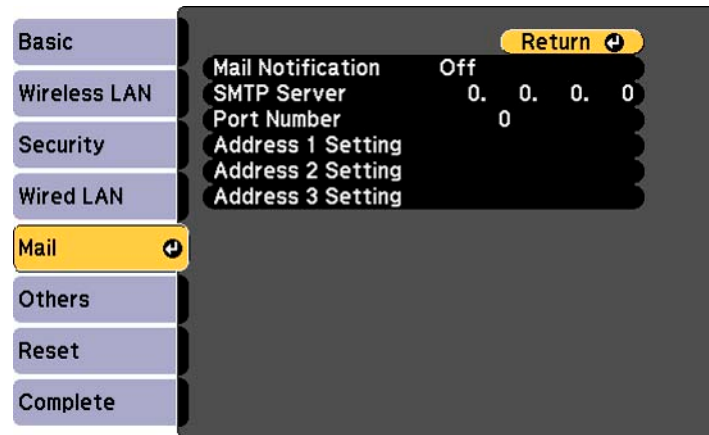 Basic
Wireless LAN
Security
Wired LAN
Mail
Others
Reset
Complete
Return
Mail Notification Off
SMTP Server 0. 0. 0. 0
Port Number 0
Address 1 Setting
Address 2 Setting
Address 3 Setting